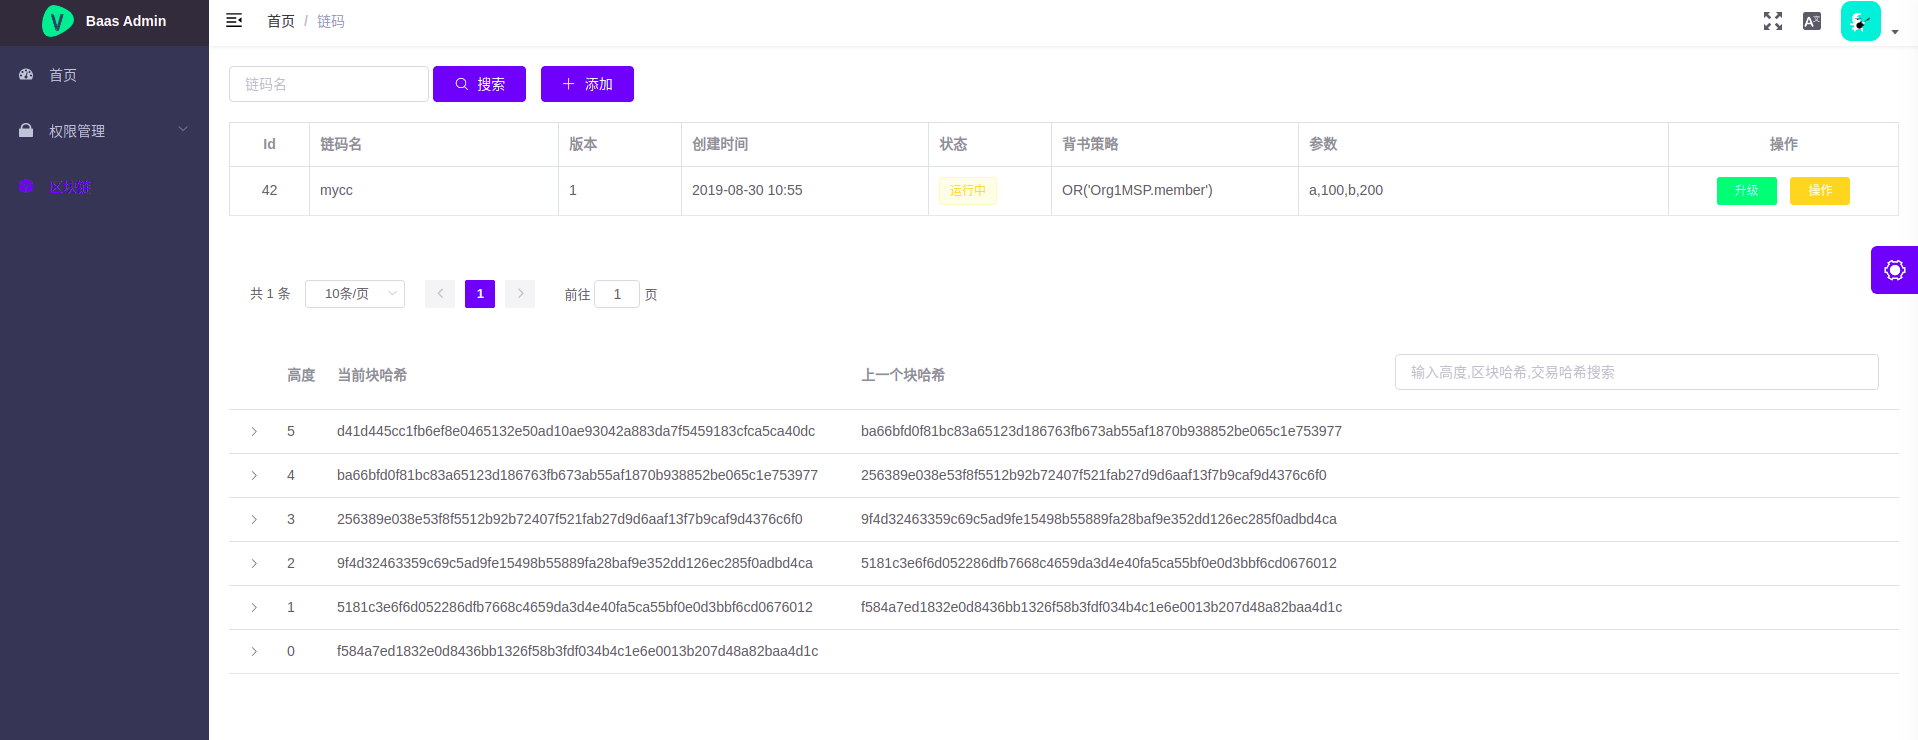 Baas Admin
首页 / 链码
首页
权限管理
区块链
链码名 搜索 添加
Id 链码名 版本 创建时间 状态 背书策略 参数 操作
42 mycc 1 2019-08-30 10:55 运行中 OR('Org1MSP.member') a,100,b,200 升级 操作
共 1 条 10条/页 1 前往 1 页
高度 当前块哈希 上一个块哈希 输入高度,区块哈希,交易哈希搜索
5 d41d445cc1fb6ef8e0465132e50ad10ae93042a883da7f5459183cfca5ca40dc ba66bfd0f81bc83a65123d186763fb673ab55af1870b938852be065c1e753977
4 ba66bfd0f81bc83a65123d186763fb673ab55af1870b938852be065c1e753977 256389e038e53f8f5512b92b72407f521fab27d9d6aaf13f7b9caf9d4376c6f0
3 256389e038e53f8f5512b92b72407f521fab27d9d6aaf13f7b9caf9d4376c6f0 9f4d32463359c69c5ad9fe15498b55889fa28baf9e352dd126ec285f0adbd4ca
2 9f4d32463359c69c5ad9fe15498b55889fa28baf9e352dd126ec285f0adbd4ca 5181c3e6f6d052286dfb7668c4659da3d4e40fa5ca55bf0e0d3bbf6cd0676012
1 5181c3e6f6d052286dfb7668c4659da3d4e40fa5ca55bf0e0d3bbf6cd0676012 f584a7ed1832e0d8436bb1326f58b3fdf034b4c1e6e0013b207d48a82baa4d1c
0 f584a7ed1832e0d8436bb1326f58b3fdf034b4c1e6e0013b207d48a82baa4d1c